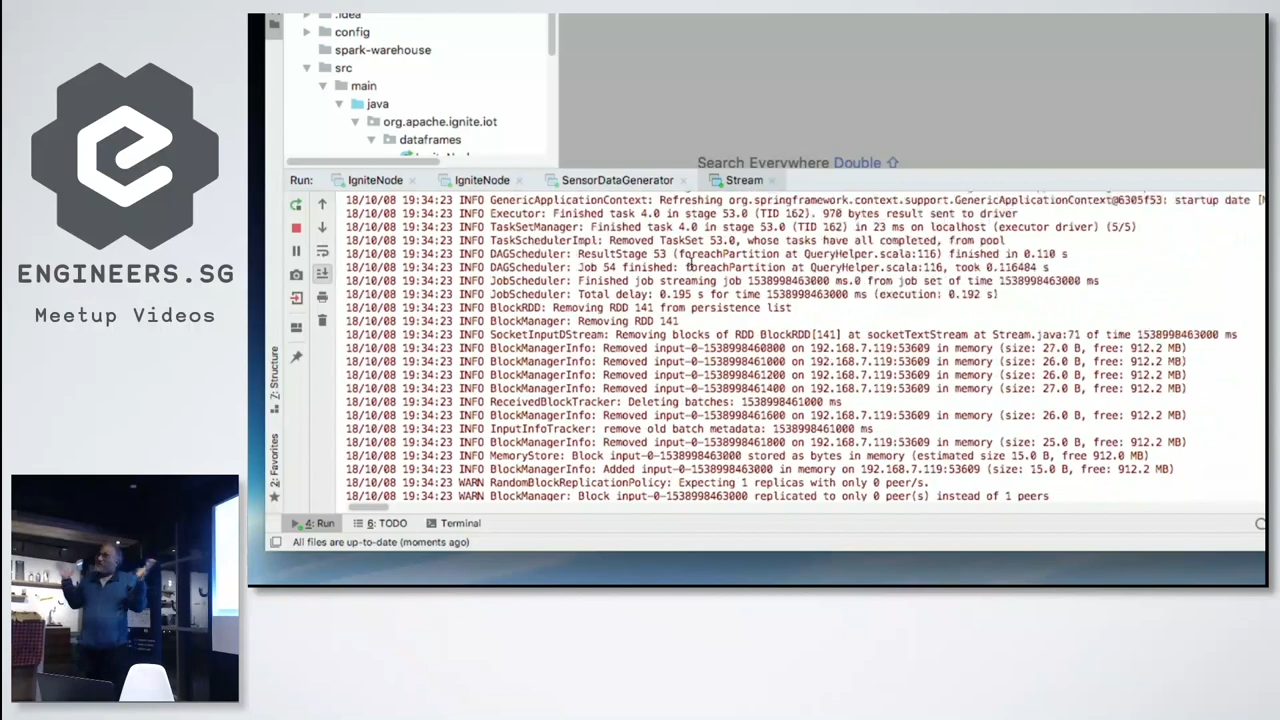 ENGINEERS.SG
Meetup Videos
.idea
config
spark-warehouse
src
main
java
org.apache.ignite.iot
dataframes
Search Everywhere Double ⇧
Run: IgniteNode × IgniteNode × SensorDataGenerator × Stream ×
18/10/08 19:34:23 INFO GenericApplicationContext: Refreshing org.springframework.context.support.GenericApplicationContext@6305f53: startup date [
18/10/08 19:34:23 INFO Executor: Finished task 4.0 in stage 53.0 (TID 162). 970 bytes result sent to driver
18/10/08 19:34:23 INFO TaskSetManager: Finished task 4.0 in stage 53.0 (TID 162) in 23 ms on localhost (executor driver) (5/5)
18/10/08 19:34:23 INFO TaskSchedulerImpl: Removed TaskSet 53.0, whose tasks have all completed, from pool
18/10/08 19:34:23 INFO DAGScheduler: ResultStage 53 (foreachPartition at QueryHelper.scala:116) finished in 0.110 s
18/10/08 19:34:23 INFO DAGScheduler: Job 54 finished: foreachPartition at QueryHelper.scala:116, took 0.116484 s
18/10/08 19:34:23 INFO JobScheduler: Finished job streaming job 1538998463000 ms.0 from job set of time 1538998463000 ms
18/10/08 19:34:23 INFO JobScheduler: Total delay: 0.195 s for time 1538998463000 ms (execution: 0.192 s)
18/10/08 19:34:23 INFO BlockRDD: Removing RDD 141 from persistence list
18/10/08 19:34:23 INFO BlockManager: Removing RDD 141
18/10/08 19:34:23 INFO SocketInputDStream: Removing blocks of RDD BlockRDD[141] at socketTextStream at Stream.java:71 of time 1538998463000 ms
18/10/08 19:34:23 INFO BlockManagerInfo: Removed input-0-1538998460800 on 192.168.7.119:53609 in memory (size: 27.0 B, free: 912.2 MB)
18/10/08 19:34:23 INFO BlockManagerInfo: Removed input-0-1538998461000 on 192.168.7.119:53609 in memory (size: 26.0 B, free: 912.2 MB)
18/10/08 19:34:23 INFO BlockManagerInfo: Removed input-0-1538998461200 on 192.168.7.119:53609 in memory (size: 26.0 B, free: 912.2 MB)
18/10/08 19:34:23 INFO BlockManagerInfo: Removed input-0-1538998461400 on 192.168.7.119:53609 in memory (size: 27.0 B, free: 912.2 MB)
18/10/08 19:34:23 INFO ReceivedBlockTracker: Deleting batches: 1538998461000 ms
18/10/08 19:34:23 INFO BlockManagerInfo: Removed input-0-1538998461600 on 192.168.7.119:53609 in memory (size: 26.0 B, free: 912.2 MB)
18/10/08 19:34:23 INFO InputInfoTracker: remove old batch metadata: 1538998461000 ms
18/10/08 19:34:23 INFO BlockManagerInfo: Removed input-0-1538998461800 on 192.168.7.119:53609 in memory (size: 25.0 B, free: 912.2 MB)
18/10/08 19:34:23 INFO MemoryStore: Block input-0-1538998463000 stored as bytes in memory (estimated size 15.0 B, free 912.0 MB)
18/10/08 19:34:23 INFO BlockManagerInfo: Added input-0-1538998463000 in memory on 192.168.7.119:53609 (size: 15.0 B, free: 912.2 MB)
18/10/08 19:34:23 WARN RandomBlockReplicationPolicy: Expecting 1 replicas with only 0 peer/s.
18/10/08 19:34:23 WARN BlockManager: Block input-0-1538998463000 replicated to only 0 peer(s) instead of 1 peers
Z: Structure
2: Favorites
4: Run 6: TODO Terminal
All files are up-to-date (moments ago)